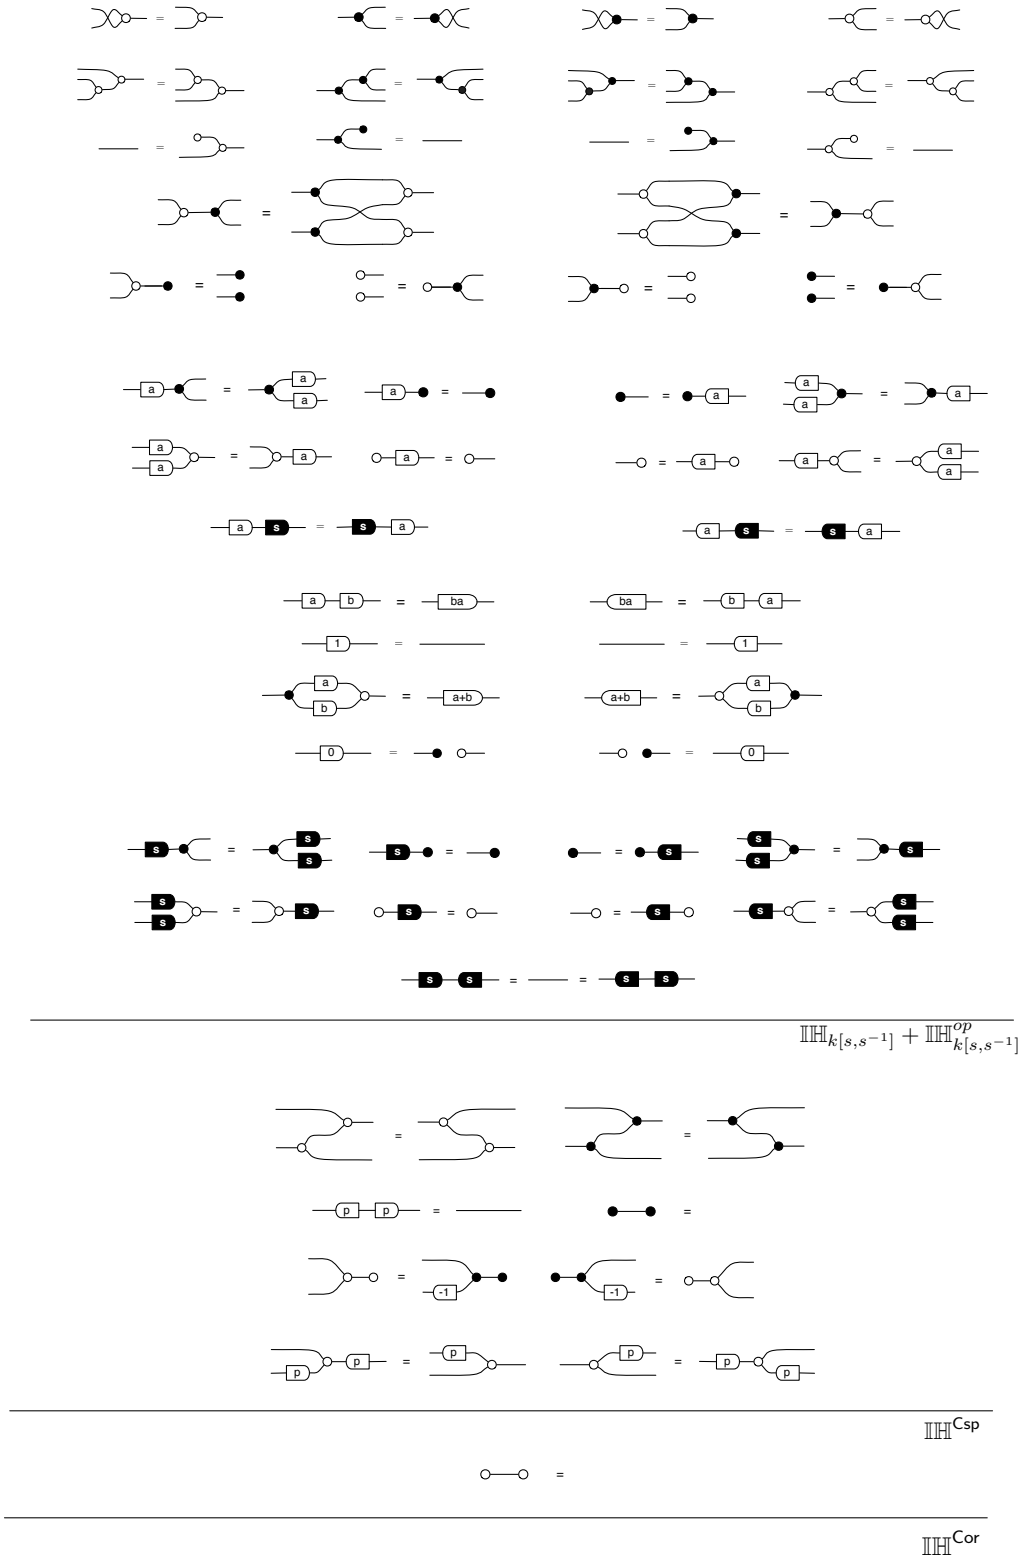 = = = =
= = = =
= = = =
= =
= = = =
a = a a a = = a a a = a
a a = a a = = a a = a a
a s = s a a s = s a
a b = ba ba = b a
1 = = 1
a b = a+b a+b = a b
0 = = 0
s = s s s = = s s s = s
s s = s s = = s s = s s
s s = = s s
𝕀ℍ_{k[s,s^{-1}]} + 𝕀ℍ^{op}_{k[s,s^{-1}]}
= =
p p = =
= -1 -1 =
p p = p p = p p
𝕀ℍ^{Csp}
=
𝕀ℍ^{Cor}